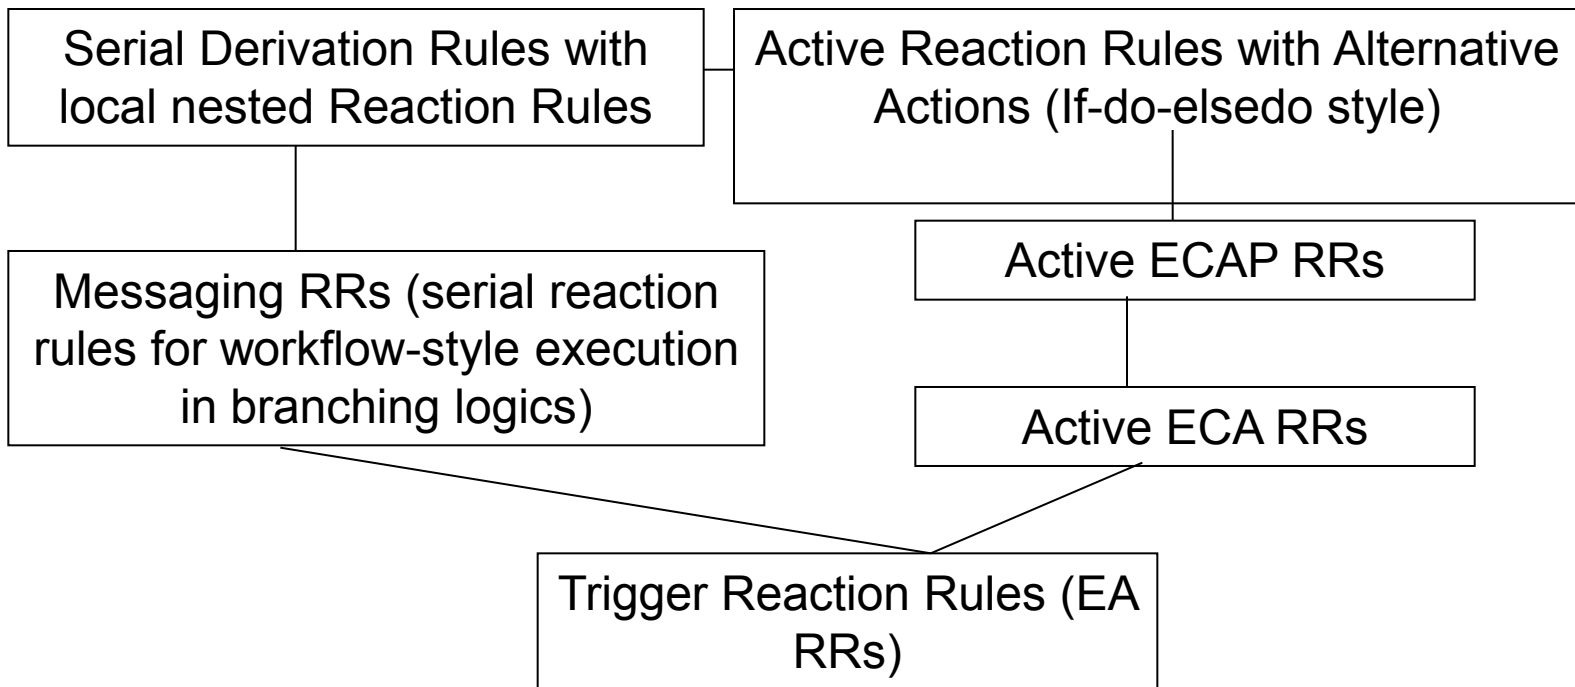 Serial Derivation Rules with
local nested Reaction Rules
Active Reaction Rules with Alternative
Actions (If-do-elsedo style)
Active ECAP RRs
Messaging RRs (serial reaction
rules for workflow-style execution
in branching logics)
Active ECA RRs
Trigger Reaction Rules (EA
RRs)